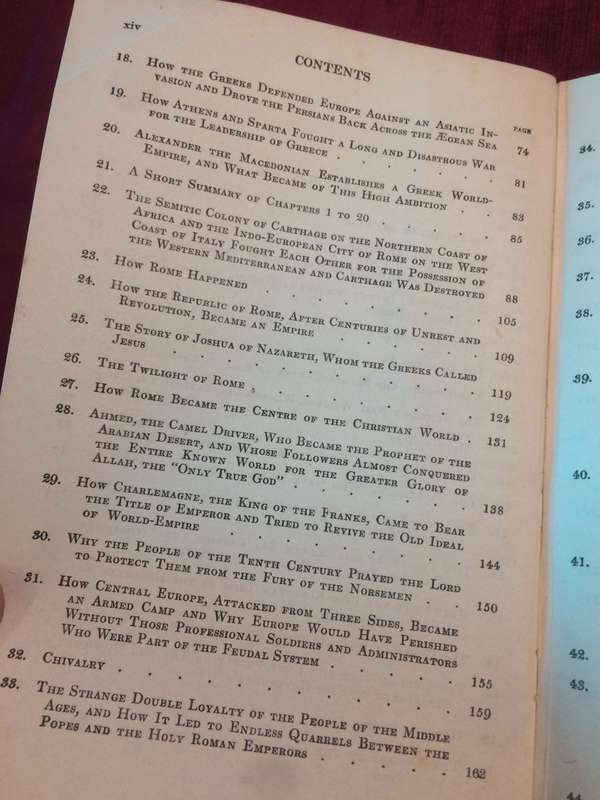 xiv
CONTENTS
PAGE
18. How the Greeks Defended Europe Against an Asiatic In-
vasion and Drove the Persians Back Across the Ægean Sea 74
19. How Athens and Sparta Fought a Long and Disastrous War
for the Leadership of Greece . . . . . . 81
20. Alexander the Macedonian Establishes a Greek World-
Empire, and What Became of This High Ambition . . 83
21. A Short Summary of Chapters 1 to 20 . . . . . 85
22. The Semitic Colony of Carthage on the Northern Coast of
Africa and the Indo-European City of Rome on the West
Coast of Italy Fought Each Other for the Possession of
the Western Mediterranean and Carthage Was Destroyed 88
23. How Rome Happened . . . . . . . . 105
24. How the Republic of Rome, After Centuries of Unrest and
Revolution, Became an Empire . . . . . 109
25. The Story of Joshua of Nazareth, Whom the Greeks Called
Jesus . . . . . . . . . . 119
26. The Twilight of Rome . . . . . . . . 124
27. How Rome Became the Centre of the Christian World . 131
28. Ahmed, the Camel Driver, Who Became the Prophet of the
Arabian Desert, and Whose Followers Almost Conquered
the Entire Known World for the Greater Glory of
Allah, the "Only True God" . . . . . . 138
29. How Charlemagne, the King of the Franks, Came to Bear
the Title of Emperor and Tried to Revive the Old Ideal
of World-Empire . . . . . . . . 144
30. Why the People of the Tenth Century Prayed the Lord
to Protect Them from the Fury of the Norsemen . . 150
31. How Central Europe, Attacked from Three Sides, Became
an Armed Camp and Why Europe Would Have Perished
Without Those Professional Soldiers and Administrators
Who Were Part of the Feudal System . . . . 155
32. Chivalry . . . . . . . . . . 159
33. The Strange Double Loyalty of the People of the Middle
Ages, and How It Led to Endless Quarrels Between the
Popes and the Holy Roman Emperors . . . . 162
34.
35.
36.
37.
38.
39.
40.
41.
42.
43.